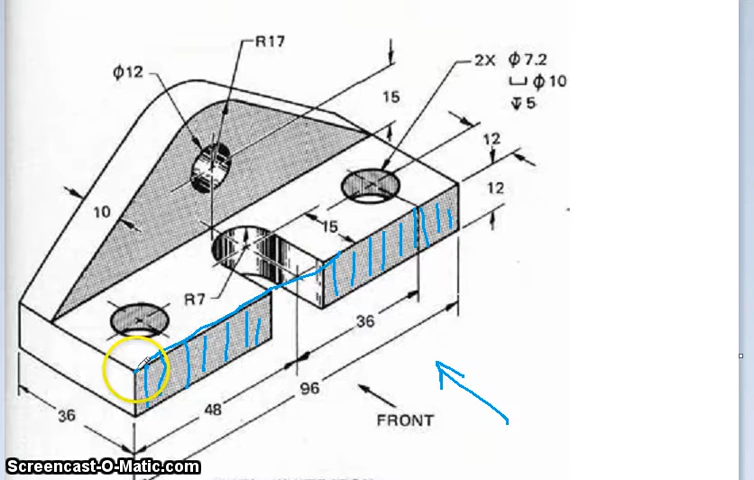 R17
φ12
2X φ7.2
⌴ φ10
↧5
15
12
12
10
15
R7
36
36
48
96
FRONT
Screencast-O-Matic.com